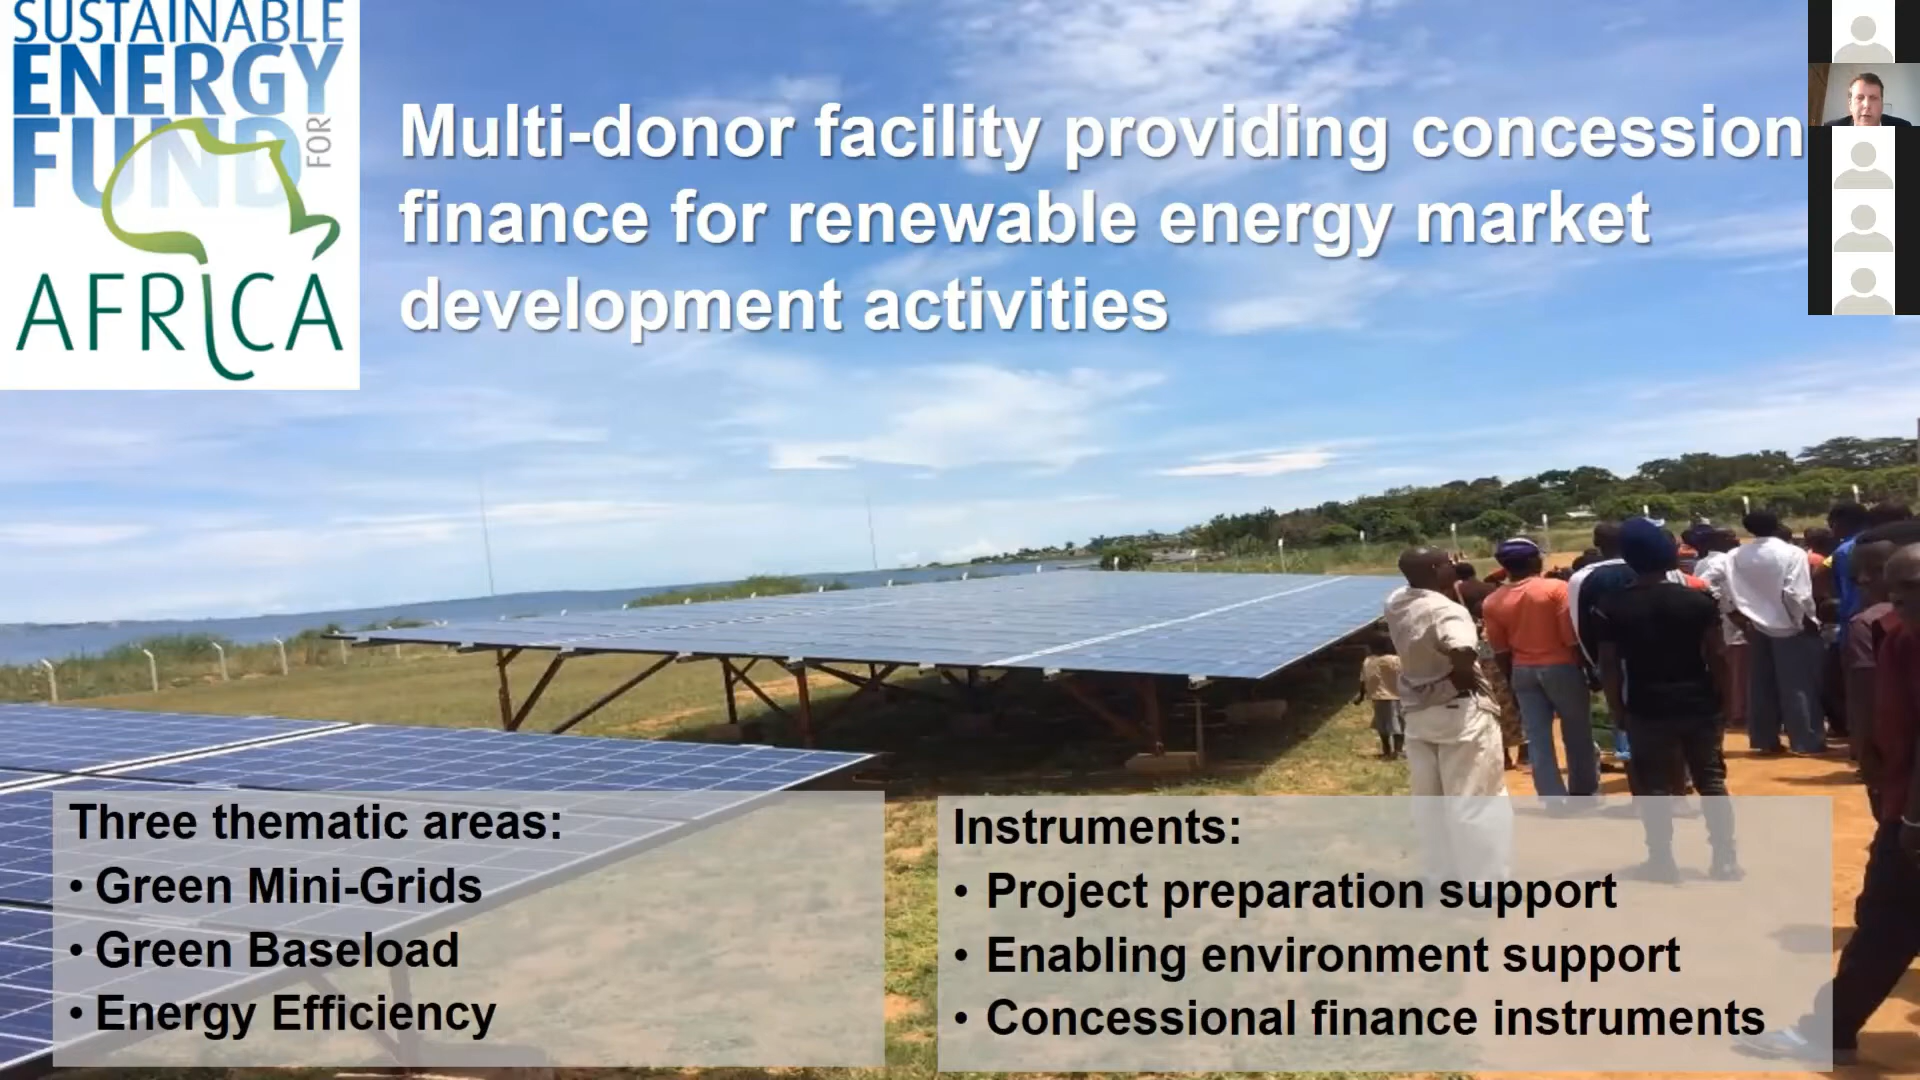 SUSTAINABLE
ENERGY
FUND FOR
AFRICA
Multi-donor facility providing concession
finance for renewable energy market
development activities
Three thematic areas:
• Green Mini-Grids
• Green Baseload
• Energy Efficiency
Instruments:
• Project preparation support
• Enabling environment support
• Concessional finance instruments